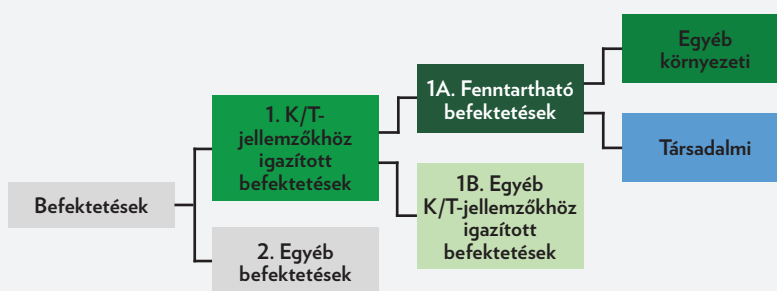 Befektetések
1. K/T-
jellemzőkhöz
igazított
befektetések
2. Egyéb
befektetések
1A. Fenntartható
befektetések
1B. Egyéb
K/T-jellemzőkhöz
igazított
befektetések
Egyéb
környezeti
Társadalmi